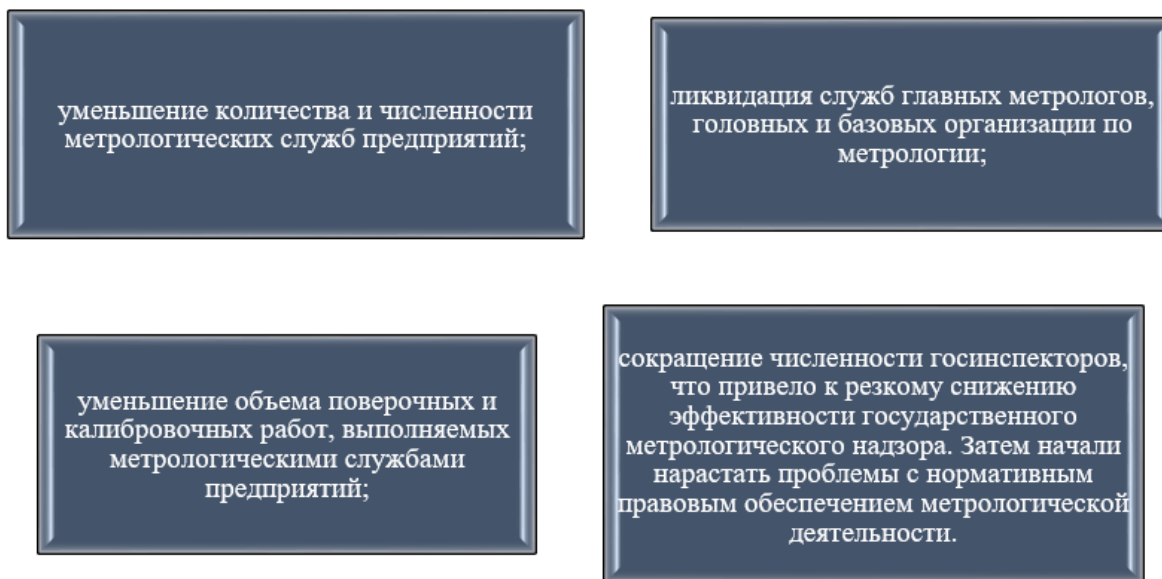 уменьшение количества и численности
метрологических служб предприятий;
ликвидация служб главных метрологов,
головных и базовых организации по
метрологии;
уменьшение объема поверочных и
калибровочных работ, выполняемых
метрологическими службами
предприятий;
сокращение численности госинспекторов,
что привело к резкому снижению
эффективности государственного
метрологического надзора. Затем начали
нарастать проблемы с нормативным
правовым обеспечением метрологической
деятельности.